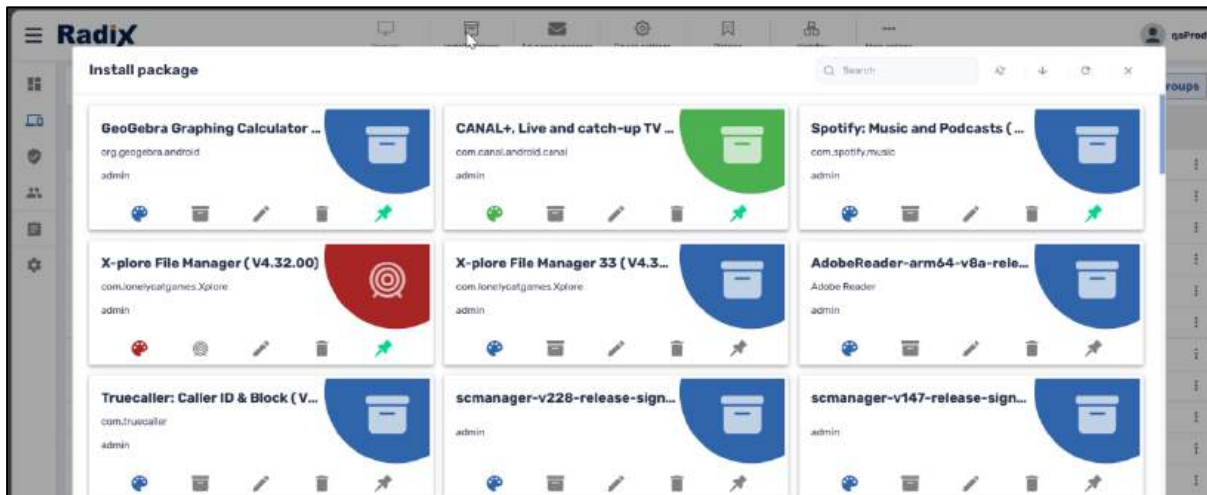 Radix
qaProd
Install package
Search
roups
GeoGebra Graphing Calculator ...
org.geogebra.android
admin
CANAL+, Live and catch-up TV ...
com.canal.android.canal
admin
Spotify: Music and Podcasts ( ...
com.spotify.music
admin
X-plore File Manager ( V4.32.00)
com.lonelycatgames.Xplore
admin
X-plore File Manager 33 ( V4.3...
com.lonelycatgames.Xplore
admin
AdobeReader-arm64-v8a-rele...
Adobe Reader
admin
Truecaller: Caller ID & Block ( V...
com.truecaller
admin
scmanager-v228-release-sign...
admin
scmanager-v147-release-sign...
admin